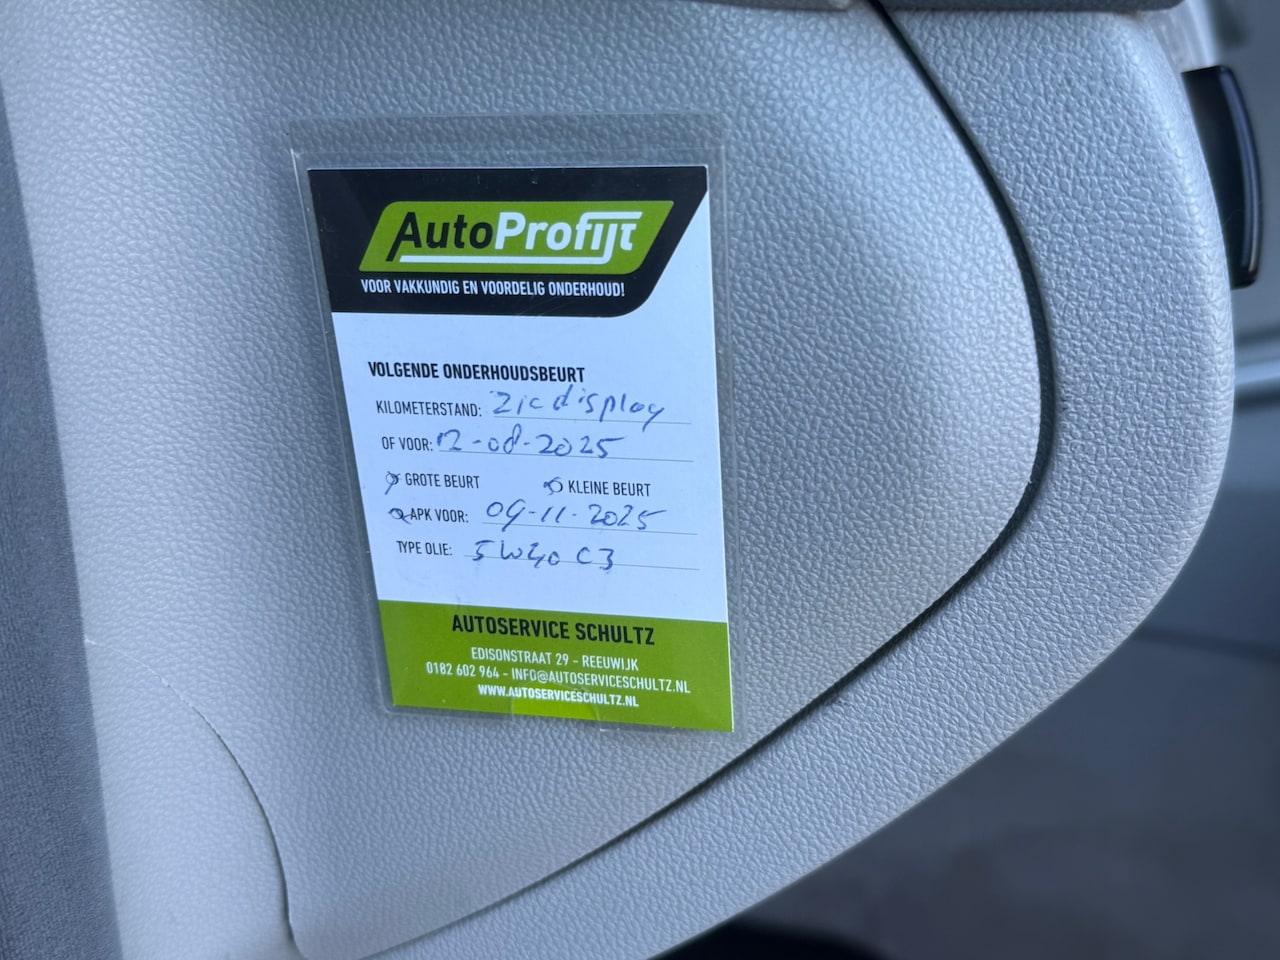 AutoProfijt
VOOR VAKKUNDIG EN VOORDELIG ONDERHOUD!
VOLGENDE ONDERHOUDSBEURT
KILOMETERSTAND: zie display
OF VOOR: 12-08-2025
GROTE BEURT KLEINE BEURT
APK VOOR: 09-11-2025
TYPE OLIE: 5W40 C3
AUTOSERVICE SCHULTZ
EDISONSTRAAT 29 - REEUWIJK
0182 602 964 - INFO@AUTOSERVICESCHULTZ.NL
WWW.AUTOSERVICESCHULTZ.NL